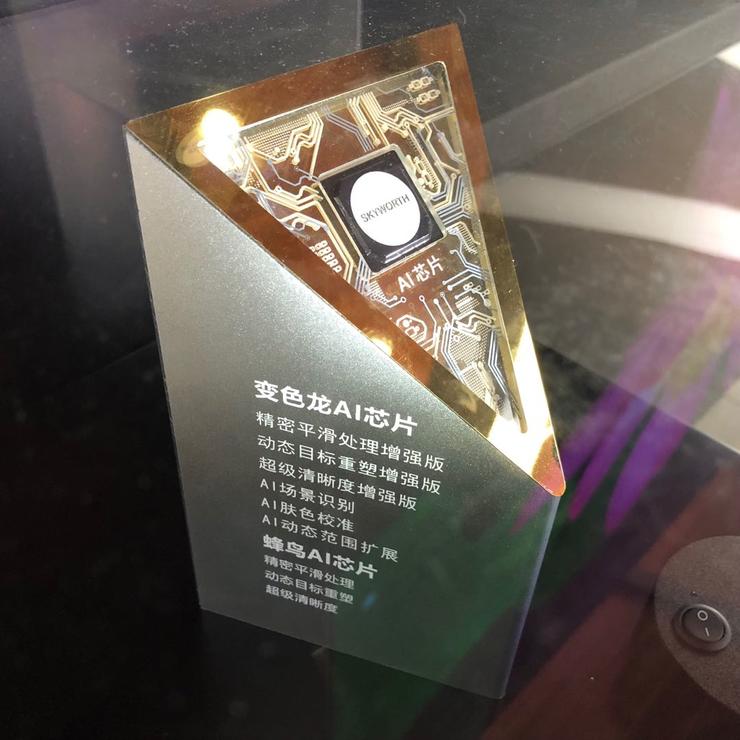 SKYWORTH
AI芯片
变色龙AI芯片
精密平滑处理增强版
动态目标重塑增强版
超级清晰度增强版
AI场景识别
AI肤色校准
AI动态范围扩展
蜂鸟AI芯片
精密平滑处理
动态目标重塑
超级清晰度